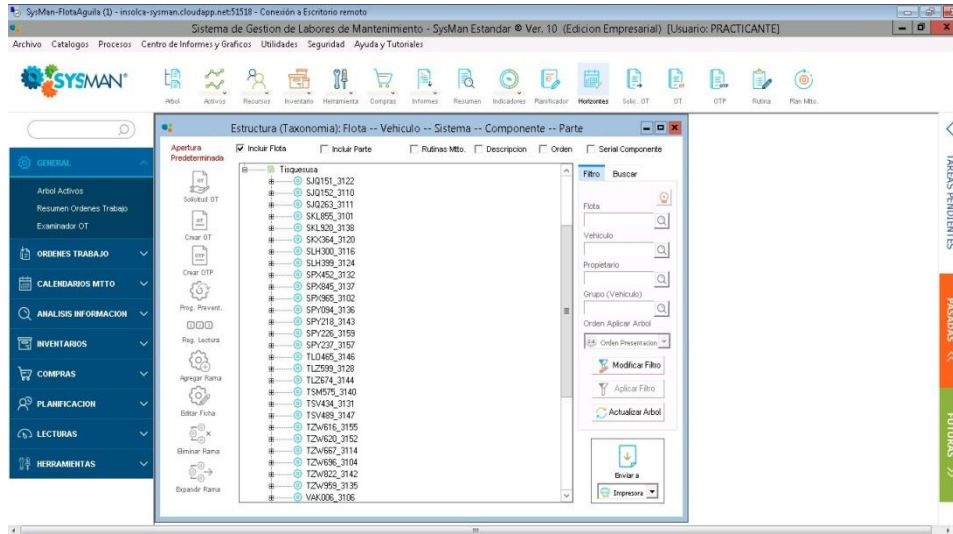 SysMan-FlotaAguila (1) - insolca-sysman.cloudapp.net:51518 - Conexión a Escritorio remoto
Sistema de Gestion de Labores de Mantenimiento - SysMan Estandar ® Ver. 10 (Edicion Empresarial) [Usuario: PRACTICANTE]
Archivo Catalogos Procesos Centro de Informes y Graficos Utilidades Seguridad Ayuda y Tutoriales
SYSMAN®
Arbol Activos Recursos Inventario Herramienta Compras Informes Resumen Indicadores Planificador Horizontes Solic. OT OT OTP Rutina Plan Mtto.
GENERAL
Arbol Activos
Resumen Ordenes Trabajo
Examinador OT
ORDENES TRABAJO
CALENDARIOS MTTO
ANALISIS INFORMACION
INVENTARIOS
COMPRAS
PLANIFICACION
LECTURAS
HERRAMIENTAS
Estructura (Taxonomia): Flota -- Vehiculo -- Sistema -- Componente -- Parte
Apertura
Predeterminada
Incluir Flota Incluir Parte Rutinas Mtto. Descripcion Orden Serial Componente
Solicitud OT
Crear OT
Crear OTP
Prog. Prevent.
Reg. Lectura
Agregar Rama
Editar Ficha
Eliminar Rama
Expandir Rama
Tisquesusa
SJQ151_3122
SJQ152_3110
SJQ263_3111
SKL855_3101
SKL920_3138
SKX364_3120
SLH300_3116
SLH399_3124
SPX452_3132
SPX845_3137
SPX965_3102
SPY094_3136
SPY218_3143
SPY226_3159
SPY237_3157
TLO465_3146
TLZ599_3128
TLZ674_3144
TSM575_3140
TSV434_3131
TSV489_3147
TZW616_3155
TZW620_3152
TZW667_3114
TZW696_3104
TZW822_3142
TZW959_3135
VAK006_3106
Filtro Buscar
Flota
Vehiculo
Propietario
Grupo (Vehiculo)
Orden Aplicar Arbol
Orden Presentacion
Modificar Filtro
Aplicar Filtro
Actualizar Arbol
Enviar a
Impresora
TAREAS PENDIENTES
PASADAS
FUTURAS